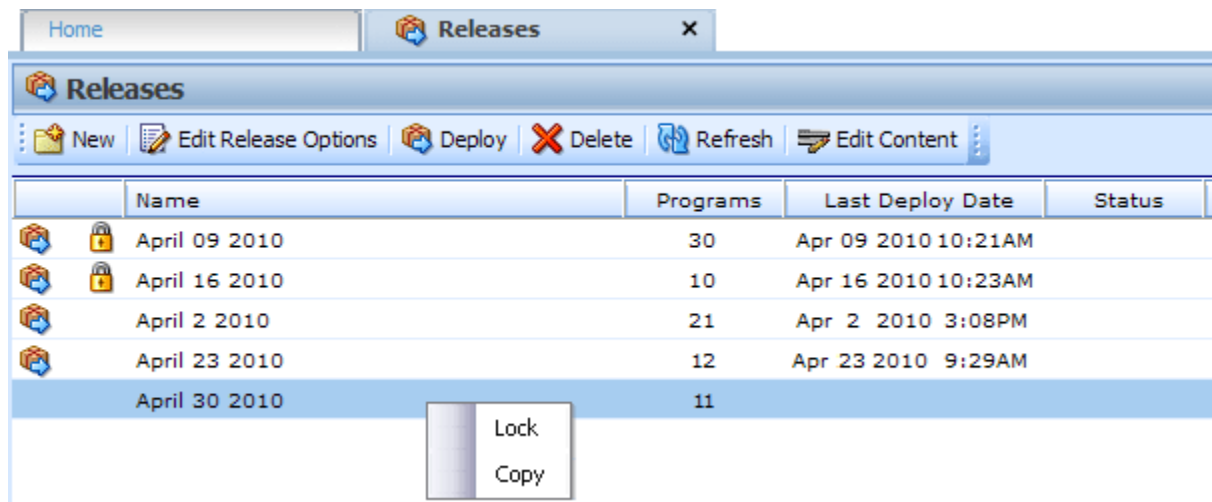 Home Releases ×
Releases
New Edit Release Options Deploy Delete Refresh Edit Content
Name Programs Last Deploy Date Status
April 09 2010 30 Apr 09 2010 10:21AM
April 16 2010 10 Apr 16 2010 10:23AM
April 2 2010 21 Apr 2 2010 3:08PM
April 23 2010 12 Apr 23 2010 9:29AM
April 30 2010 11
Lock
Copy